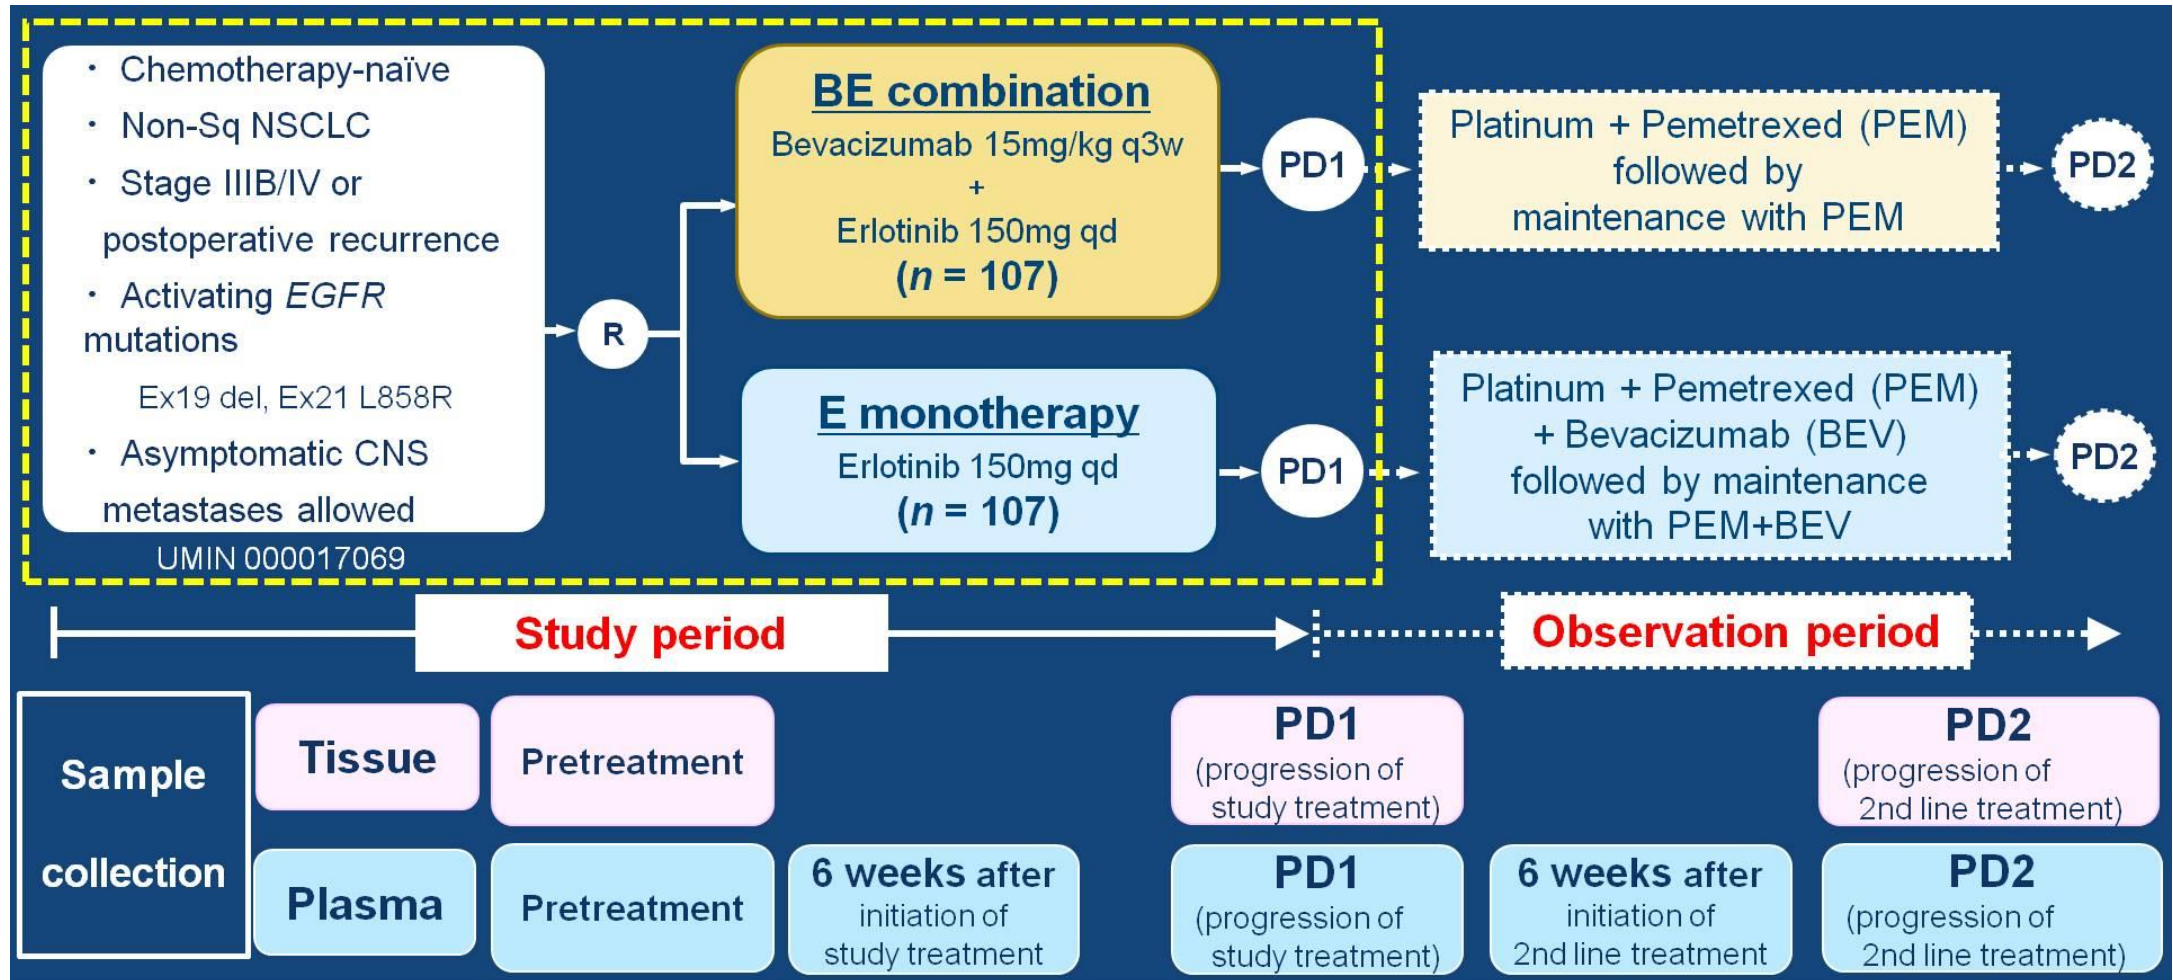 ・ Chemotherapy-naïve
・ Non-Sq NSCLC
・ Stage IIIB/IV or
postoperative recurrence
・ Activating EGFR
mutations
Ex19 del, Ex21 L858R
・ Asymptomatic CNS
metastases allowed
UMIN 000017069
R
BE combination
Bevacizumab 15mg/kg q3w
+
Erlotinib 150mg qd
(n = 107)
PD1
Platinum + Pemetrexed (PEM)
followed by
maintenance with PEM
PD2
E monotherapy
Erlotinib 150mg qd
(n = 107)
PD1
Platinum + Pemetrexed (PEM)
+ Bevacizumab (BEV)
followed by maintenance
with PEM+BEV
PD2
Study period
Observation period
Sample
collection
Tissue
Pretreatment
PD1
(progression of
study treatment)
PD2
(progression of
2nd line treatment)
Plasma
Pretreatment
6 weeks after
initiation of
study treatment
PD1
(progression of
study treatment)
6 weeks after
initiation of
2nd line treatment
PD2
(progression of
2nd line treatment)